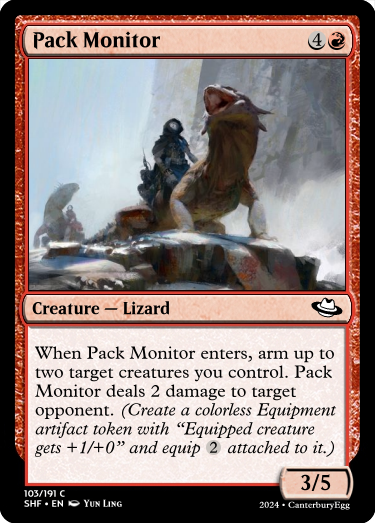 Pack Monitor 4
Creature — Lizard
When Pack Monitor enters, arm up to
two target creatures you control. Pack
Monitor deals 2 damage to target
opponent. (Create a colorless Equipment
artifact token with “Equipped creature
gets +1/+0” and equip 2 attached to it.)
3/5
103/191 C
SHF • EN Yun Ling
2024 • CanterburyEgg